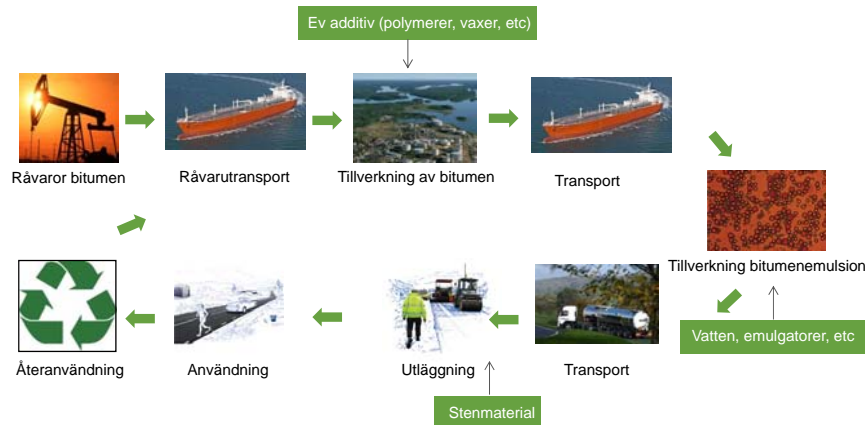 Ev additiv (polymerer, vaxer, etc)
Råvaror bitumen
Råvarutransport
Tillverkning av bitumen
Transport
Tillverkning bitumenemulsion
Vatten, emulgatorer, etc
Återanvändning
Användning
Utläggning
Transport
Stenmaterial